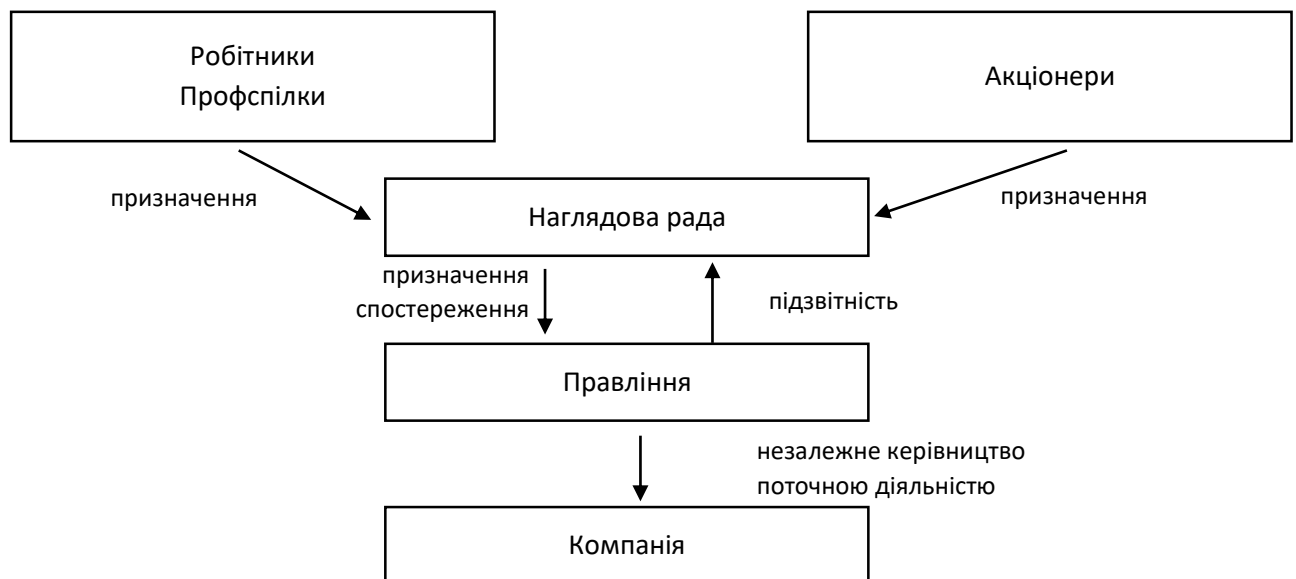 Робітники
Профспілки
Акціонери
призначення
призначення
Наглядова рада
призначення
спостереження
підзвітність
Правління
незалежне керівництво
поточною діяльністю
Компанія